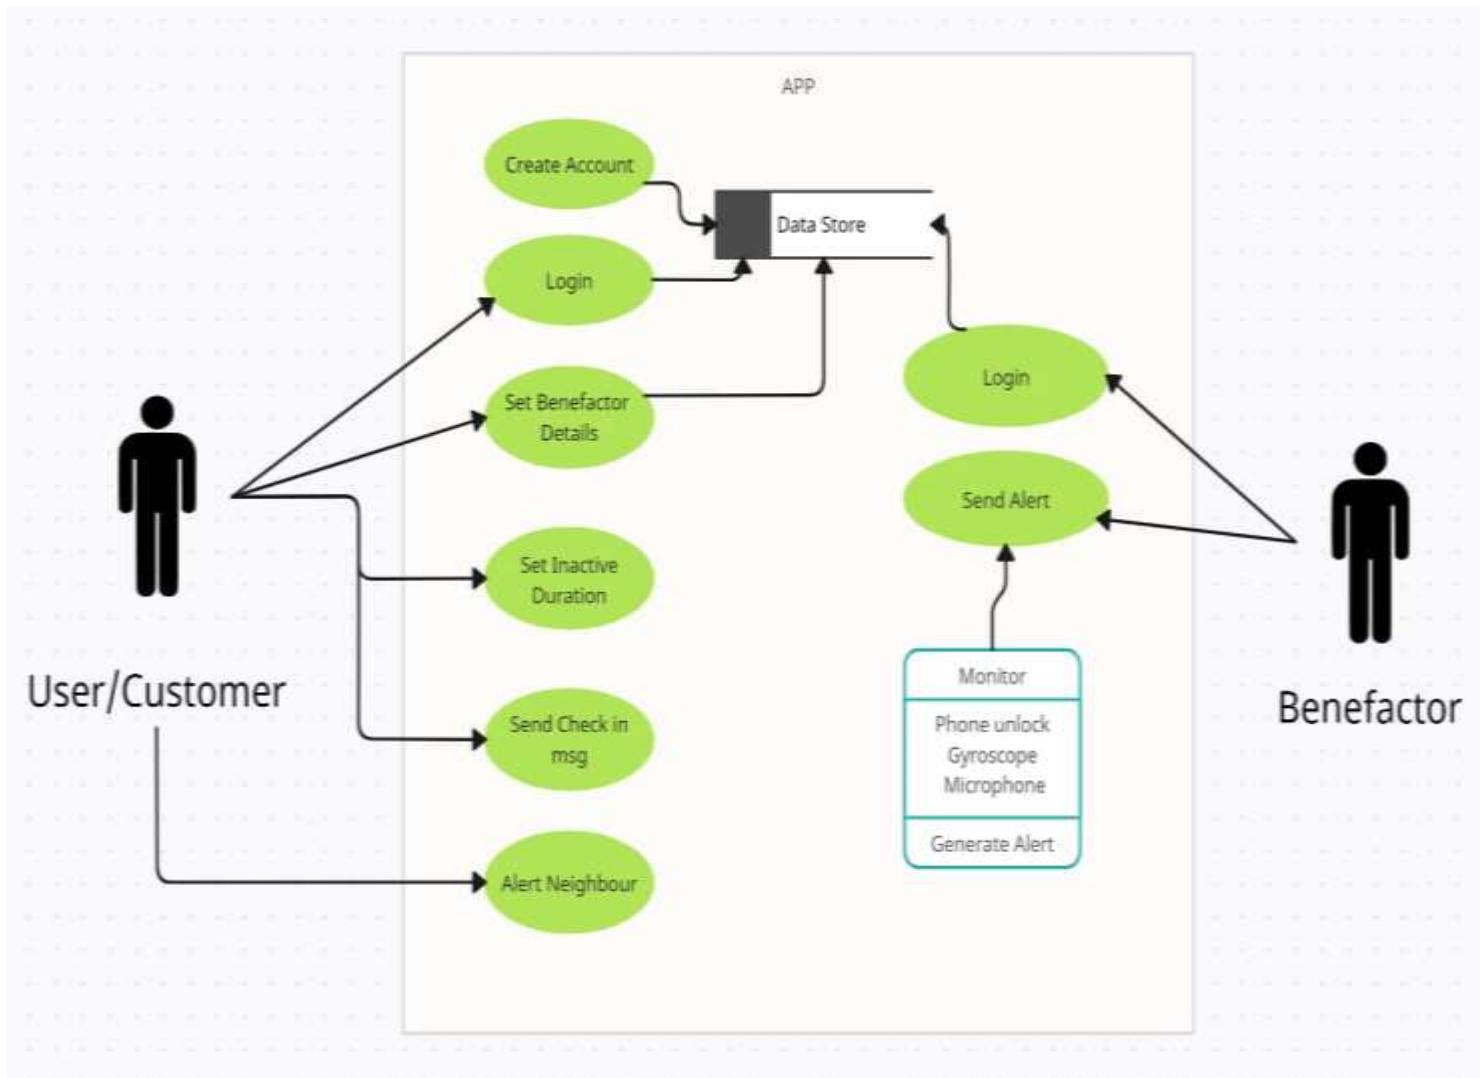 APP
Create Account
Data Store
Login
Set Benefactor
Details
Set Inactive
Duration
Send Check in
msg
Alert Neighbour
Login
Send Alert
Monitor
Phone unlock
Gyroscope
Microphone
Generate Alert
User/Customer
Benefactor